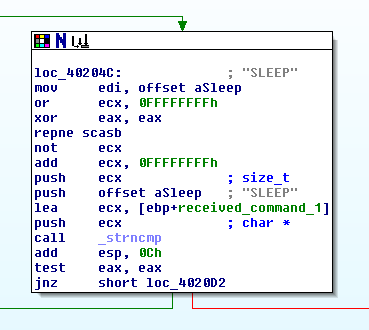 N
loc_40204C: ; "SLEEP"
mov edi, offset aSleep
or ecx, 0FFFFFFFFh
xor eax, eax
repne scasb
not ecx
add ecx, 0FFFFFFFFh
push ecx ; size_t
push offset aSleep ; "SLEEP"
lea ecx, [ebp+received_command_1]
push ecx ; char *
call _strncmp
add esp, 0Ch
test eax, eax
jnz short loc_4020D2